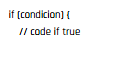 if (condicion) {
// code if true